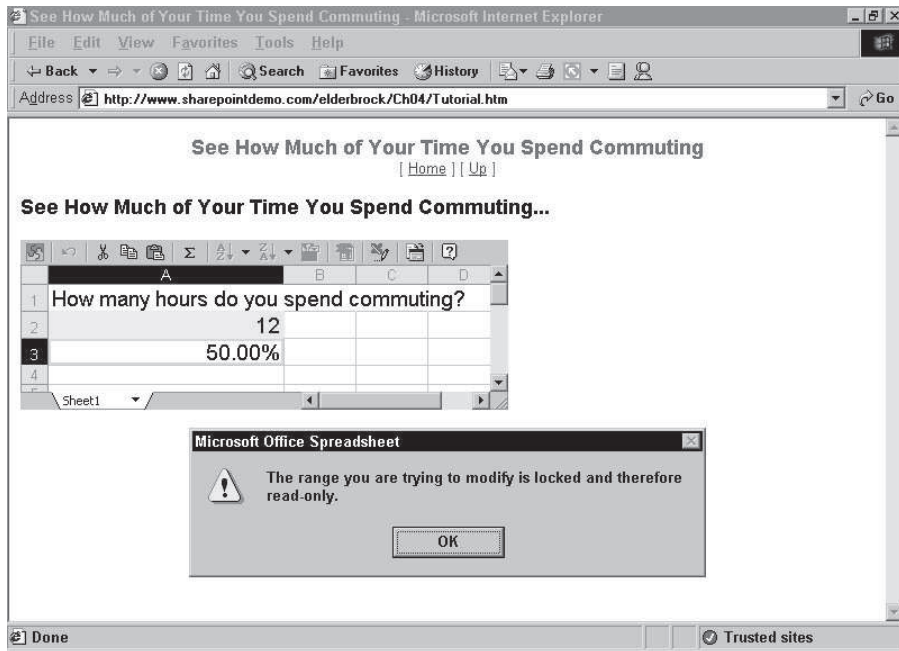 See How Much of Your Time You Spend Commuting - Microsoft Internet Explorer
File Edit View Favorites Tools Help
Back Search Favorites History
Address http://www.sharepointdemo.com/elderbrock/Ch04/Tutorial.htm Go
See How Much of Your Time You Spend Commuting
[ Home ] [ Up ]
See How Much of Your Time You Spend Commuting...
A B C D
1 How many hours do you spend commuting?
2 12
3 50.00%
4
5
Sheet1
Microsoft Office Spreadsheet
The range you are trying to modify is locked and therefore
read-only.
OK
Done Trusted sites